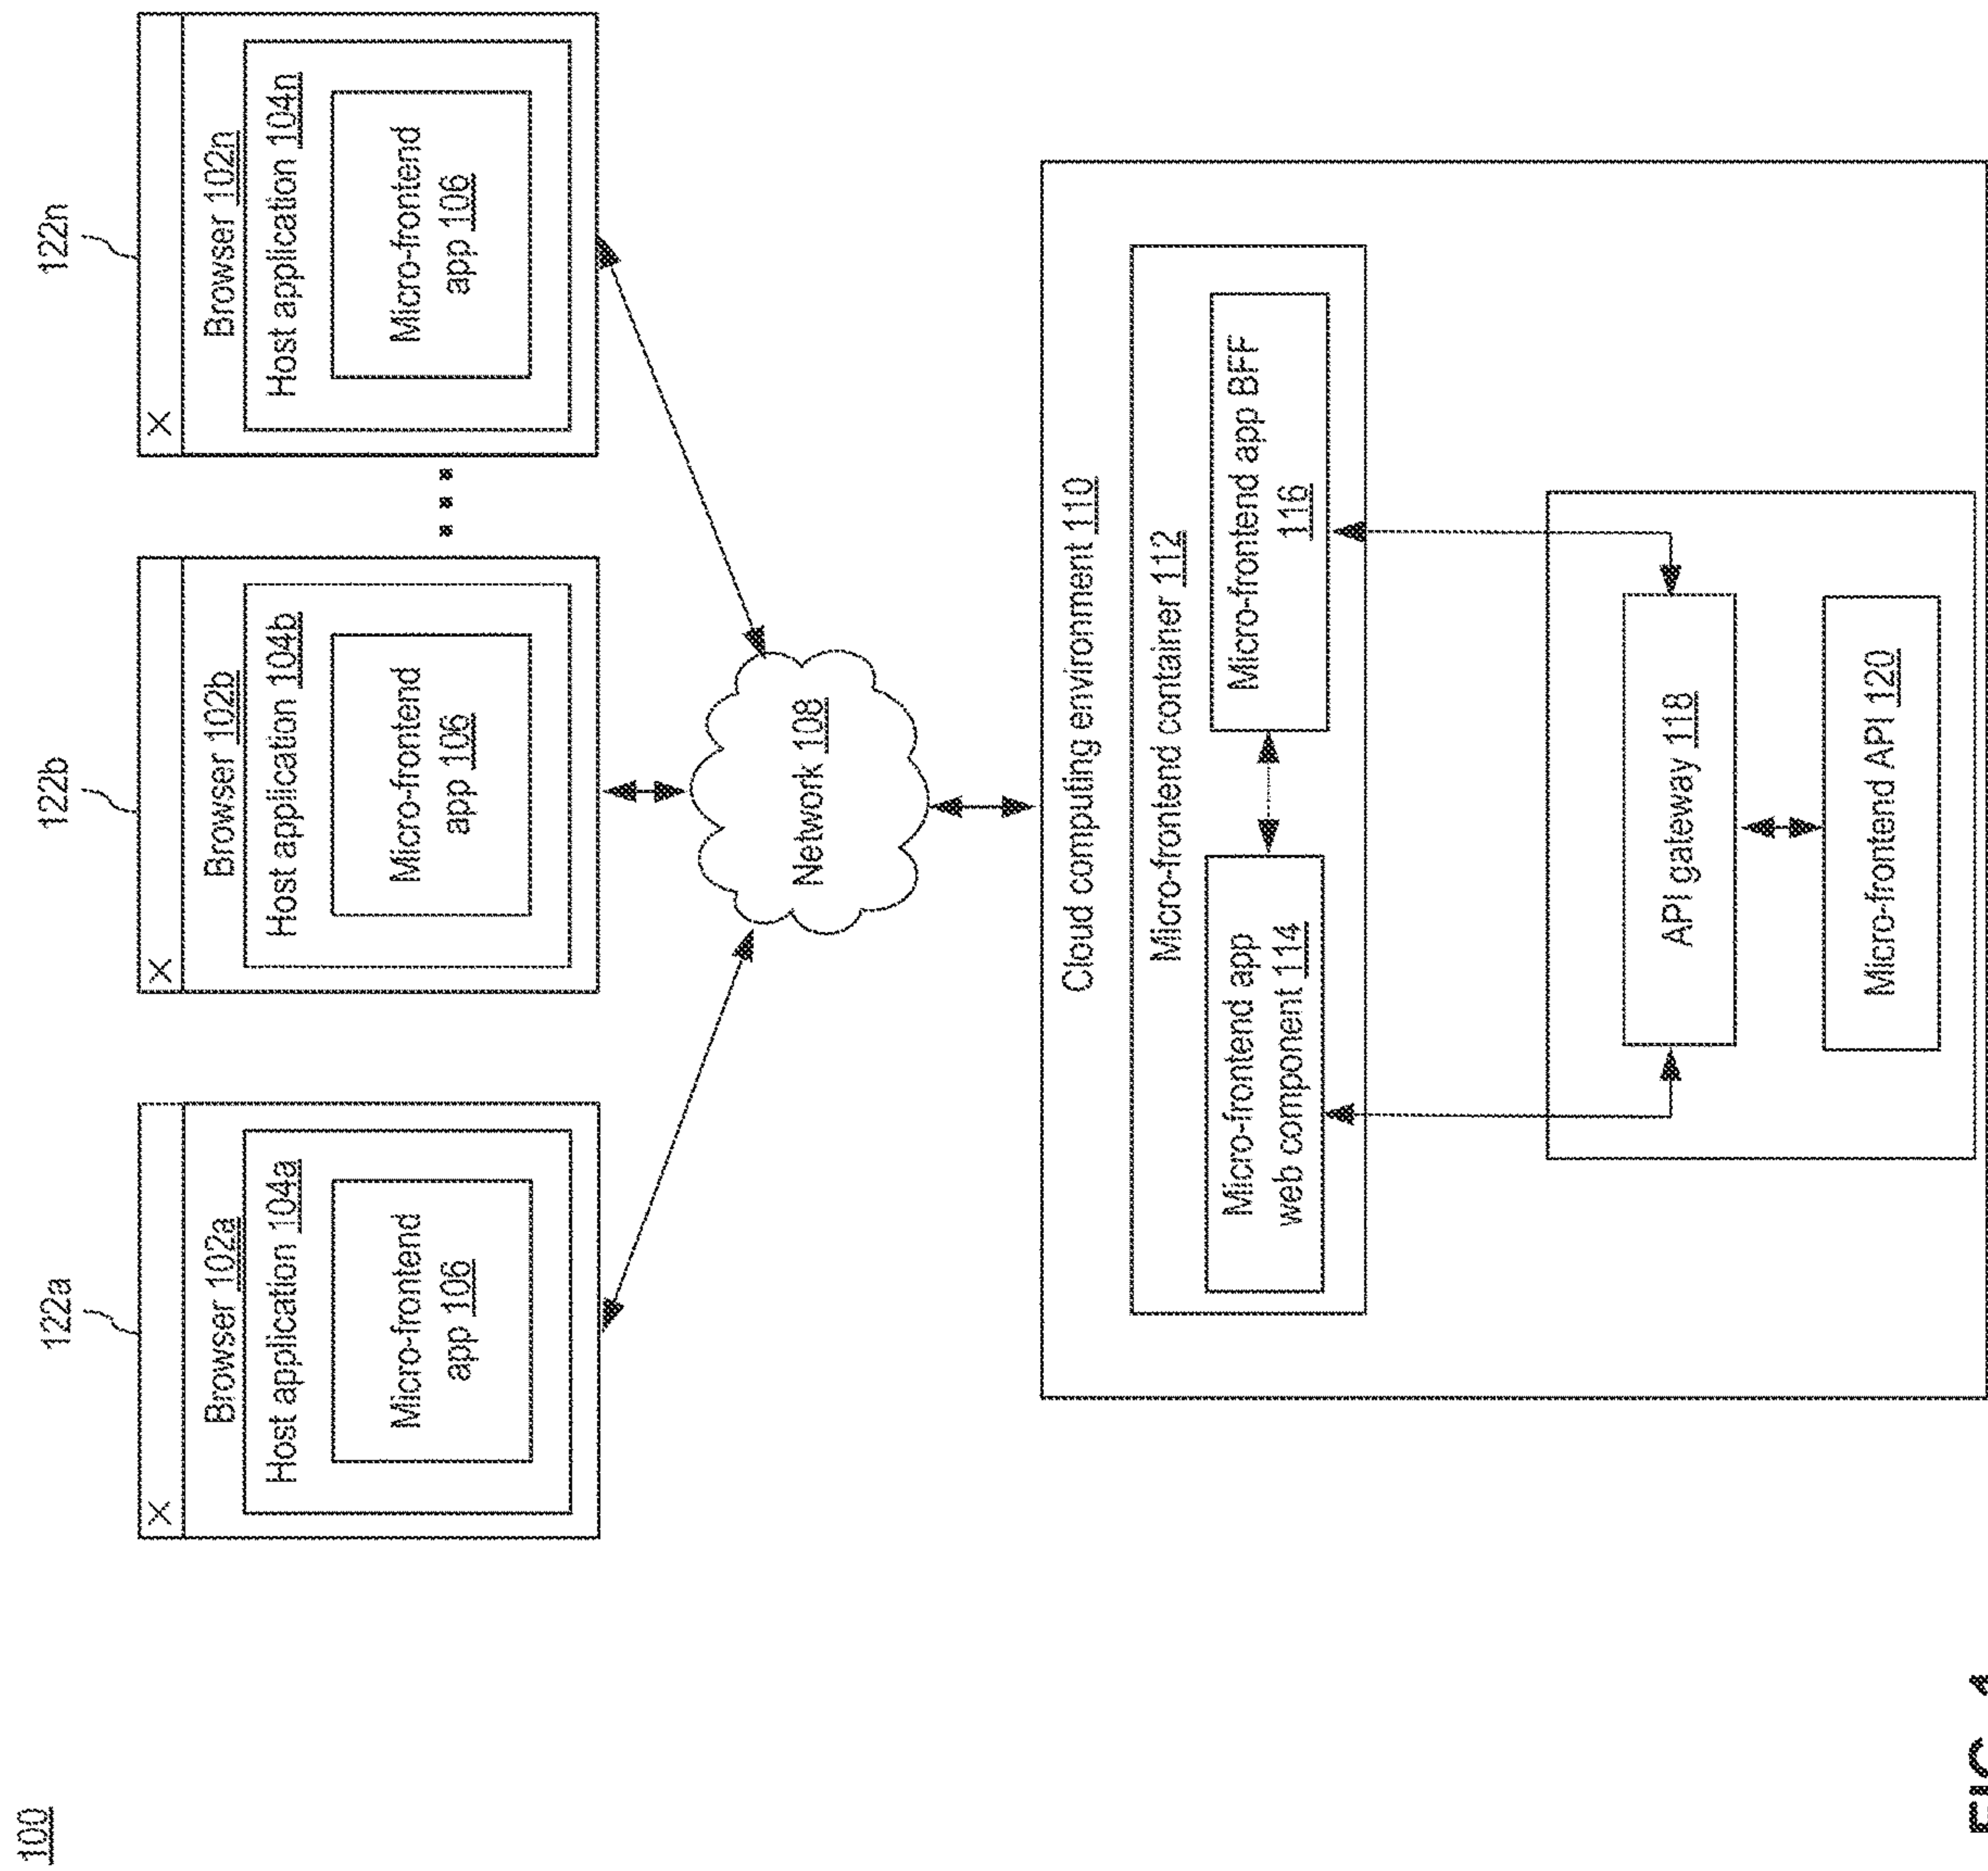 100
122a
122b
122n
X
Browser 102a
Host application 104a
Micro-frontend
app 106
X
Browser 102b
Host application 104b
Micro-frontend
app 106
X
Browser 102n
Host application 104n
Micro-frontend
app 106
Network 108
Cloud computing environment 110
Micro-frontend container 112
Micro-frontend app
web component 114
Micro-frontend app BFF
116
API gateway 118
Micro-frontend API 120
FIG. 1